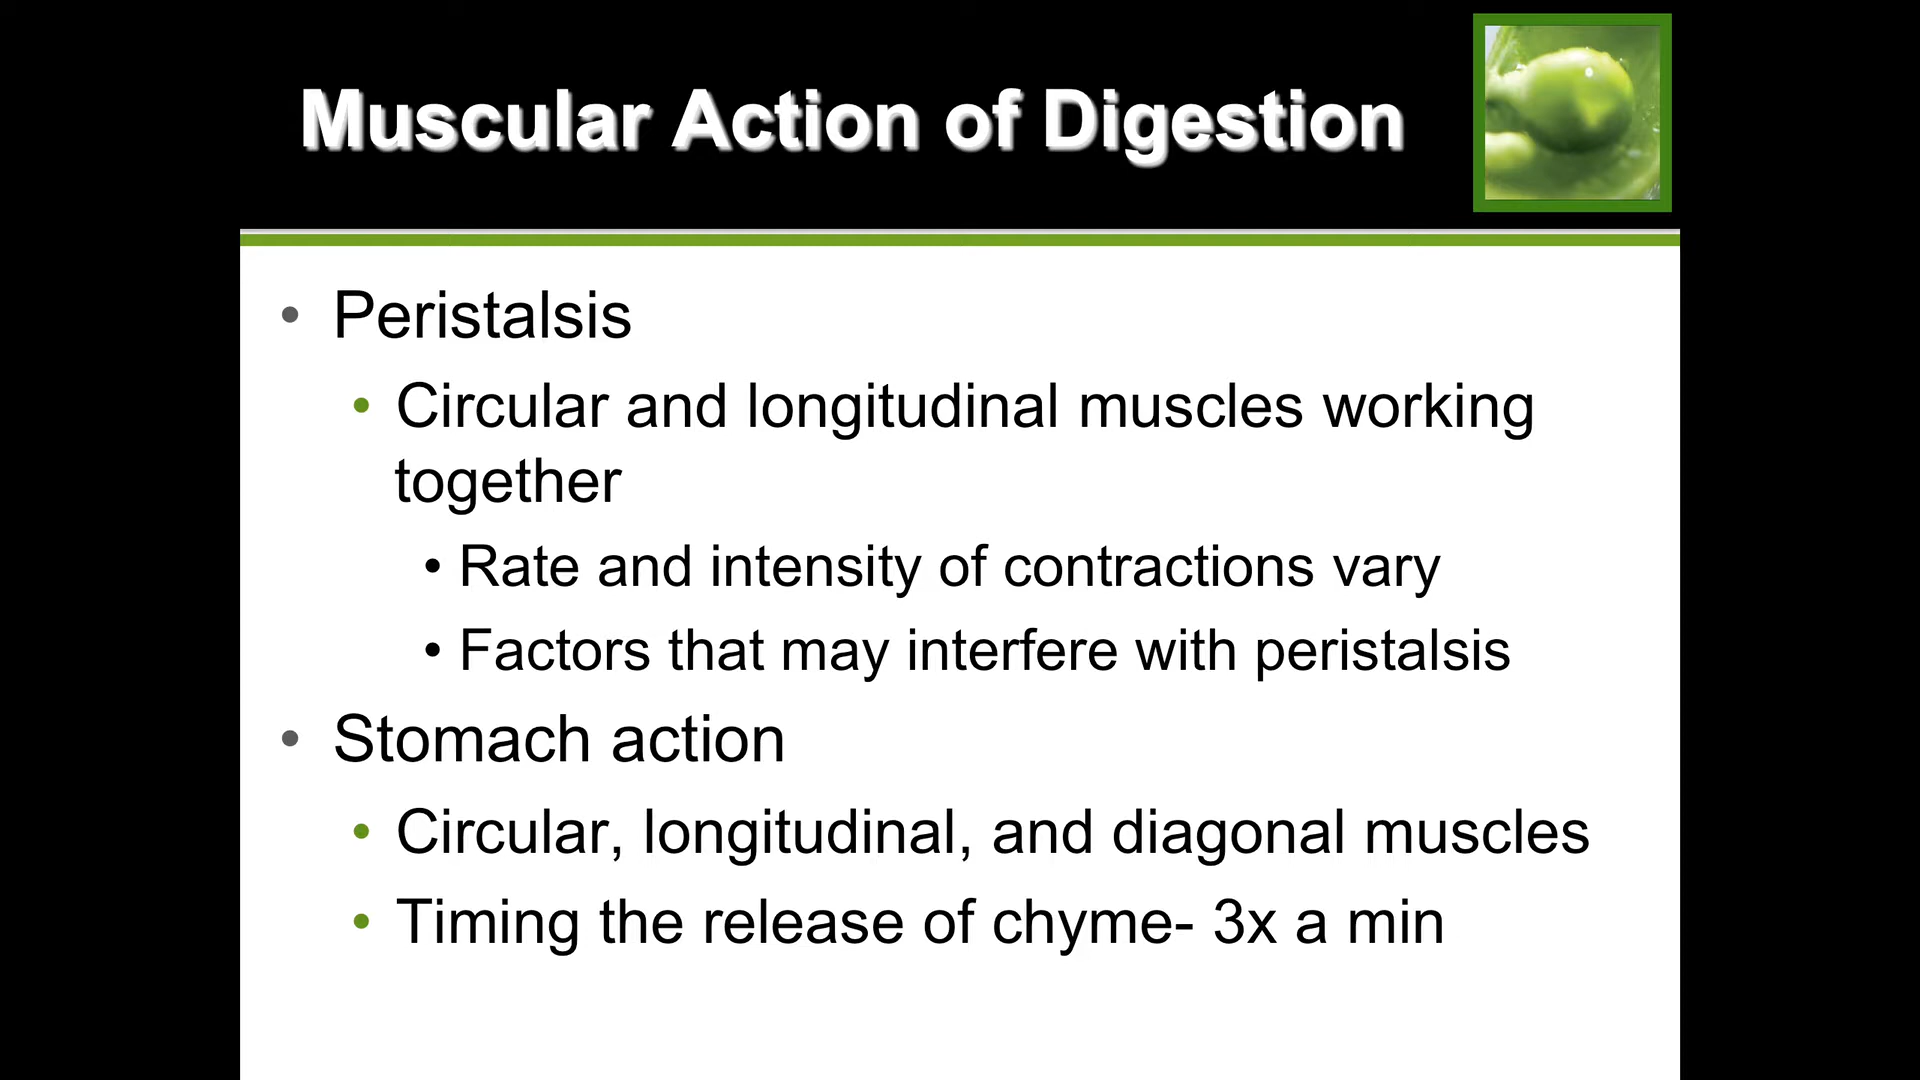 Muscular Action of Digestion
• Peristalsis
• Circular and longitudinal muscles working
together
• Rate and intensity of contractions vary
• Factors that may interfere with peristalsis
• Stomach action
• Circular, longitudinal, and diagonal muscles
• Timing the release of chyme- 3x a min